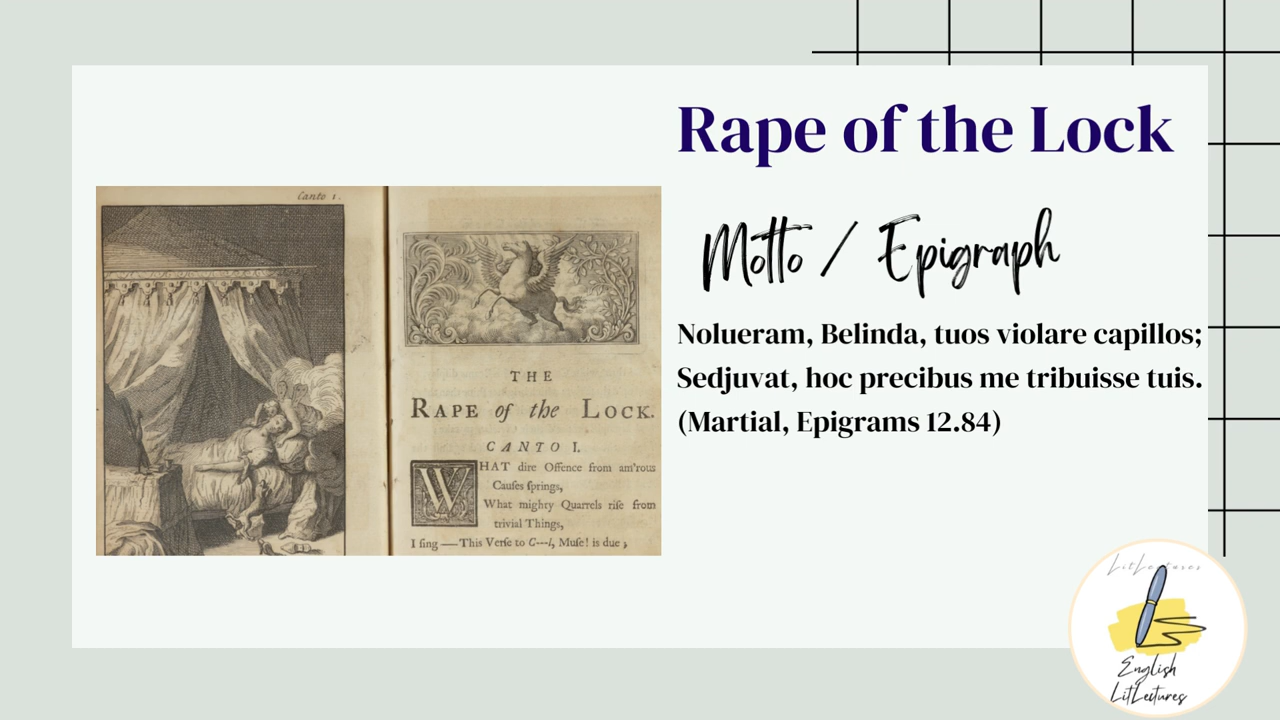 Rape of the Lock
Motto / Epigraph
Nolueram, Belinda, tuos violare capillos;
Sedjuvat, hoc precibus me tribuisse tuis.
(Martial, Epigrams 12.84)
Canto 1.
THE
RAPE of the LOCK.
CANTO I.
WHAT dire Offence from am'rous
Causes springs,
What mighty Quarrels rise from
trivial Things,
I sing —This Verse to C---l, Muse! is due;
LitLectures
English
LitLectures